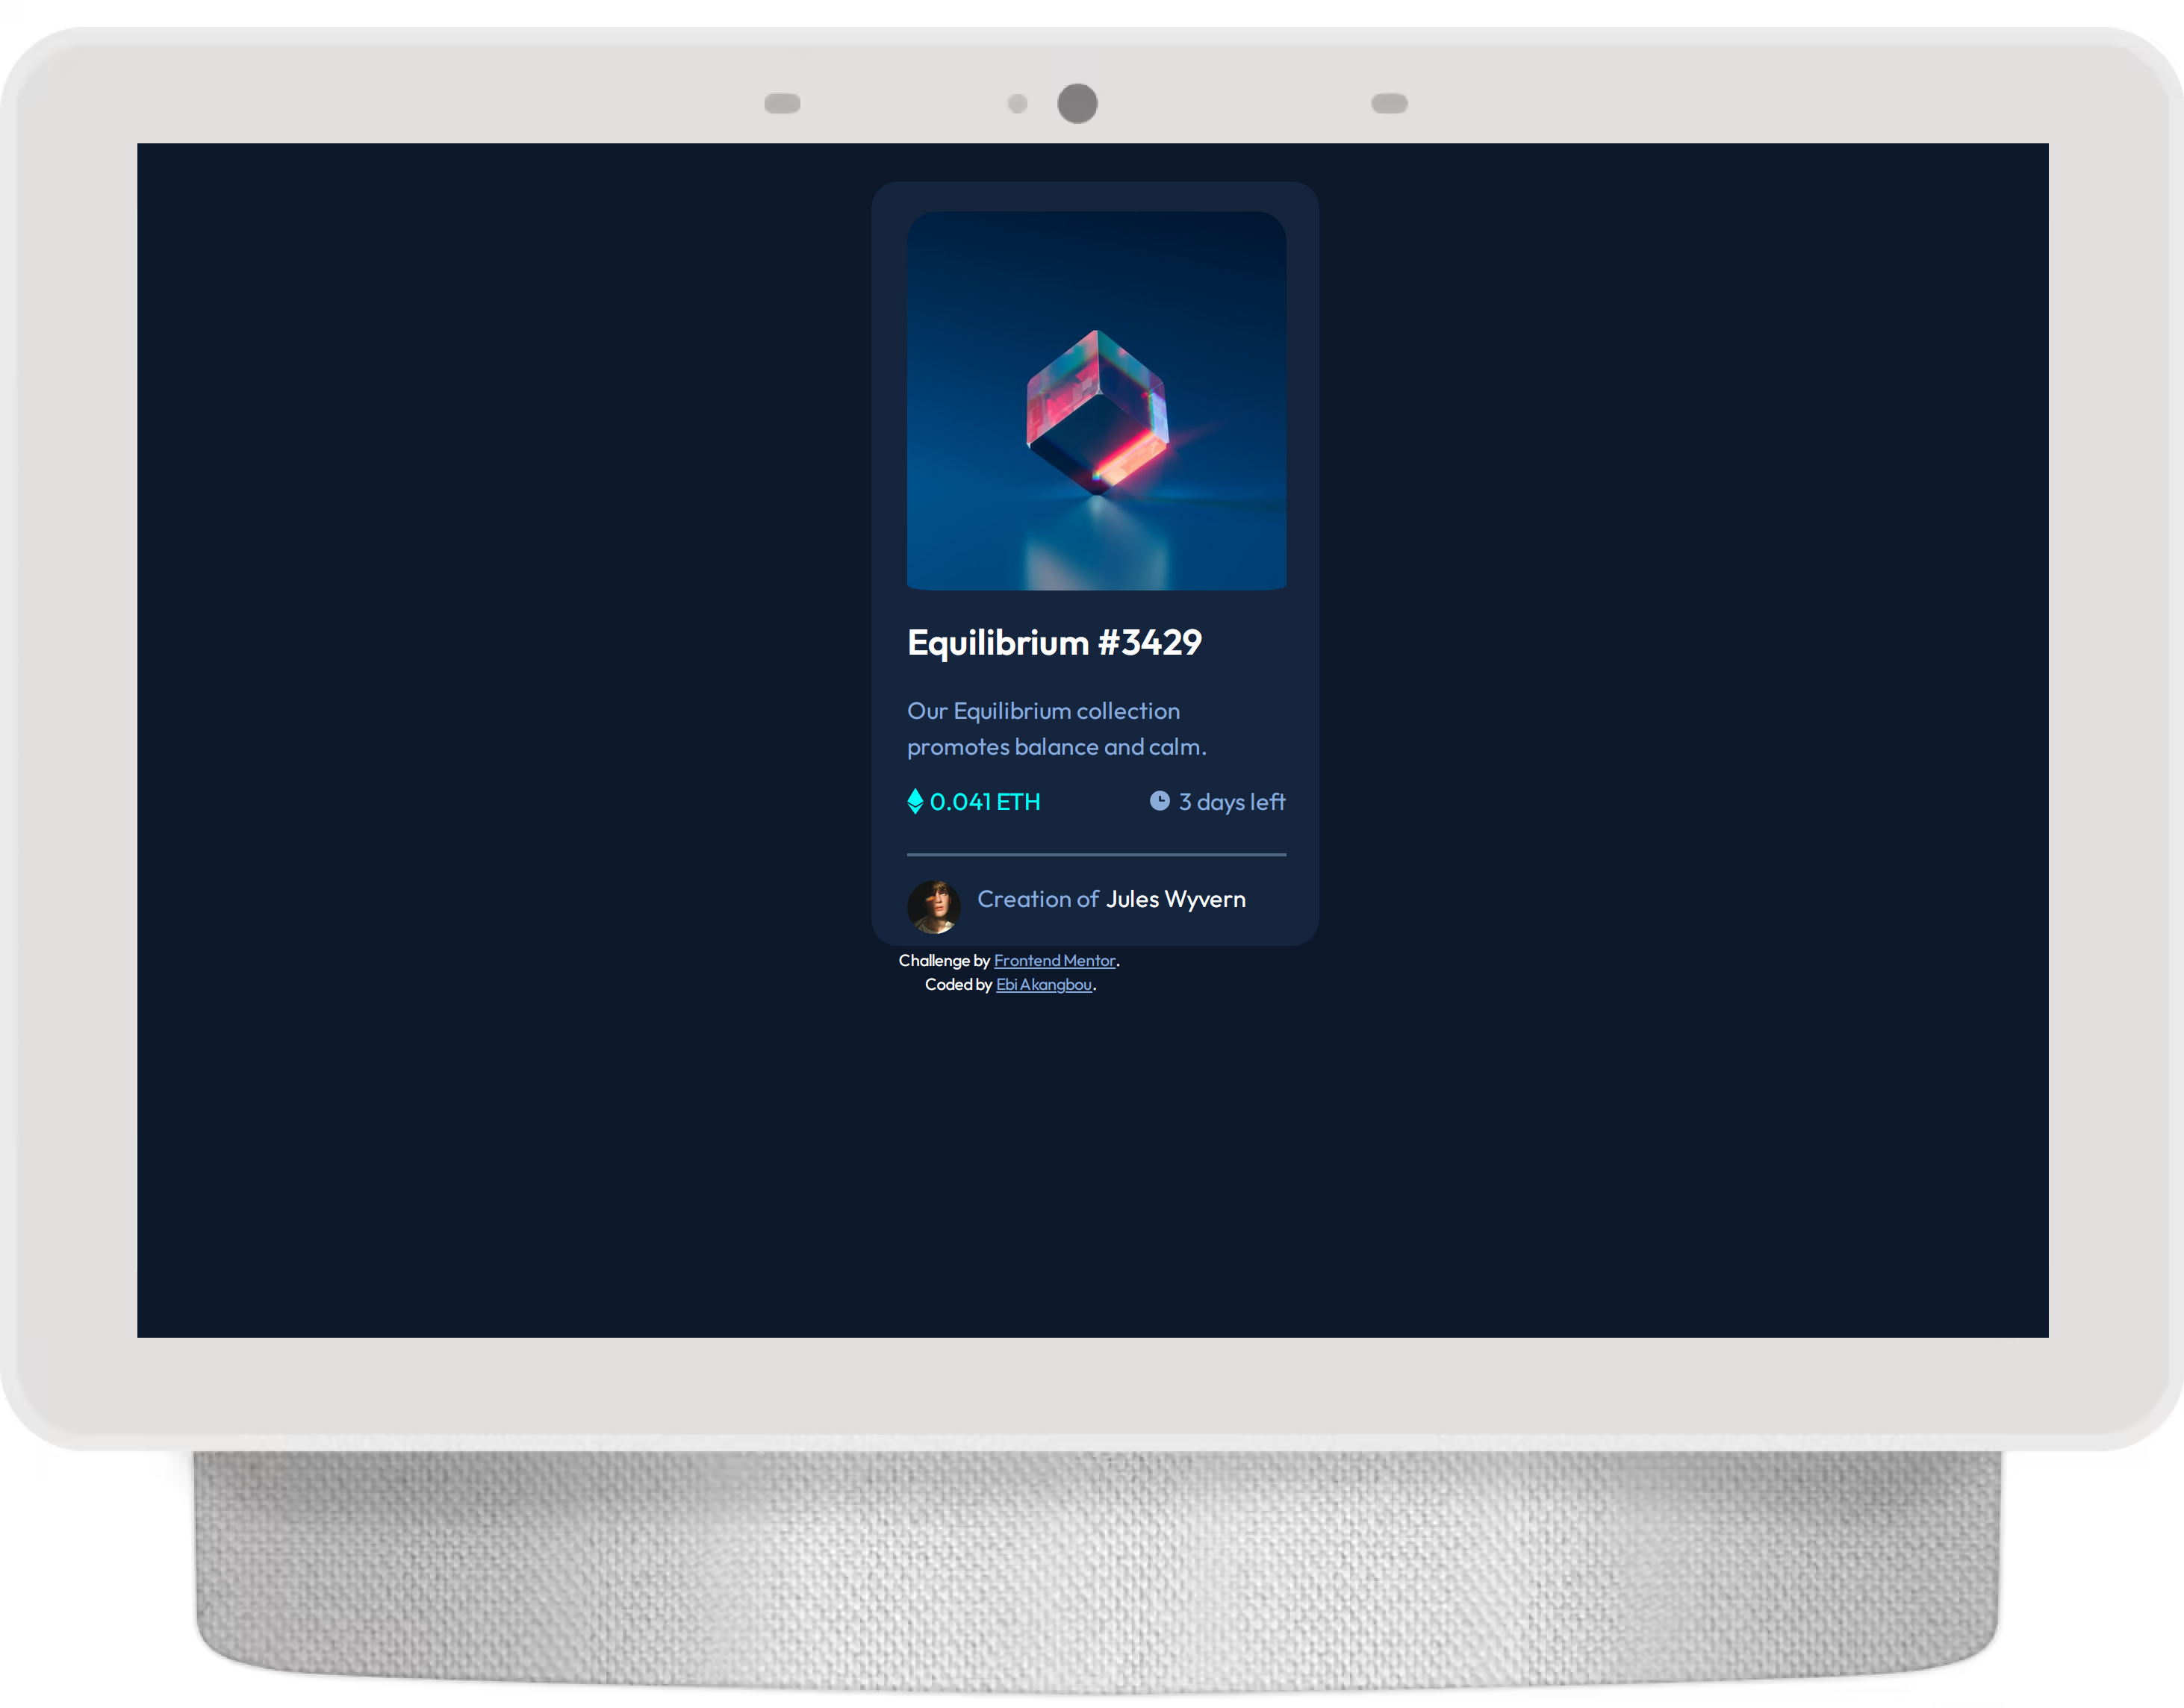 Equilibrium #3429
Our Equilibrium collection
promotes balance and calm.
0.041 ETH
3 days left
Creation of Jules Wyvern
Challenge by Frontend Mentor.
Coded by Ebi Akangbou.